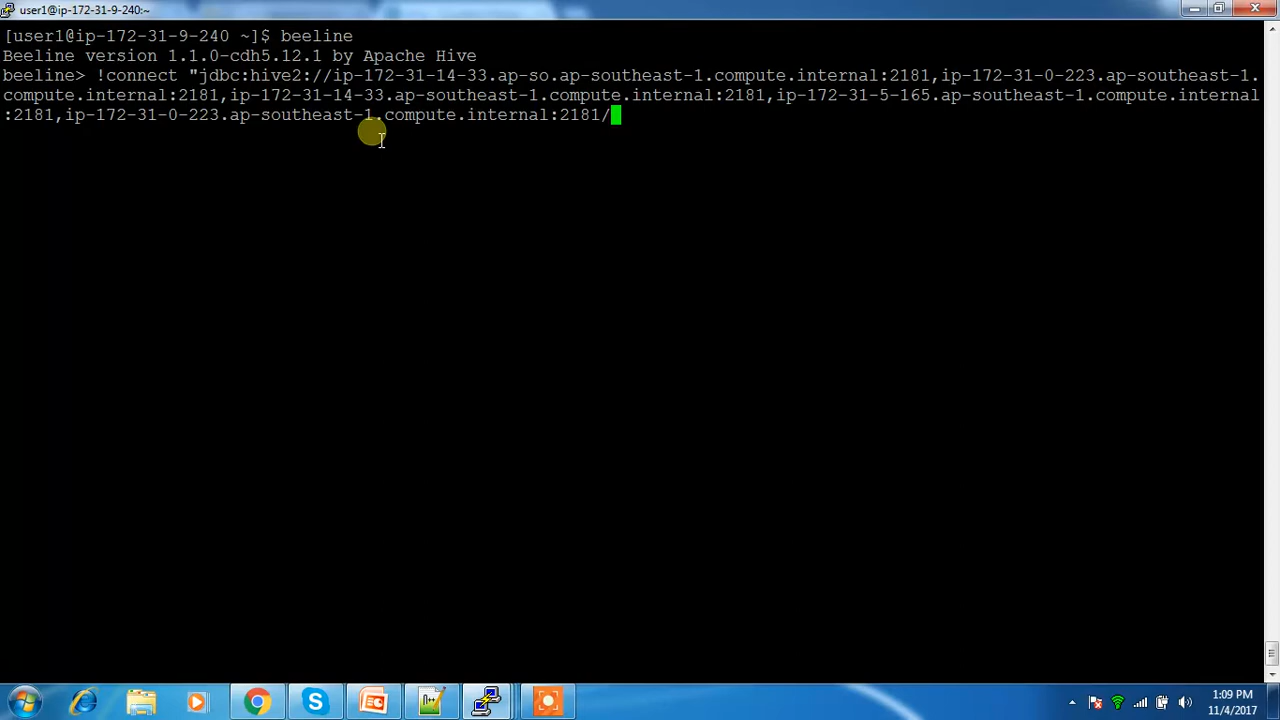 user1@ip-172-31-9-240:~
[user1@ip-172-31-9-240 ~]$ beeline
Beeline version 1.1.0-cdh5.12.1 by Apache Hive
beeline> !connect "jdbc:hive2://ip-172-31-14-33.ap-so.ap-southeast-1.compute.internal:2181,ip-172-31-0-223.ap-southeast-1.
compute.internal:2181,ip-172-31-14-33.ap-southeast-1.compute.internal:2181,ip-172-31-5-165.ap-southeast-1.compute.internal
:2181,ip-172-31-0-223.ap-southeast-1.compute.internal:2181/
1:09 PM
11/4/2017